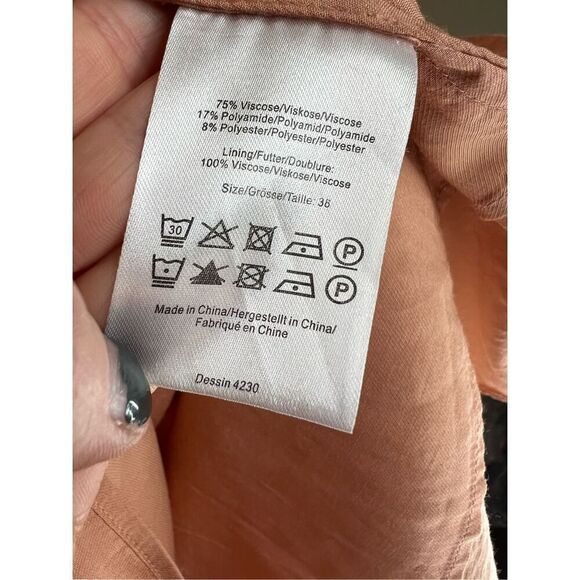 75% Viscose/Viskose/Viscose
17% Polyamide/Polyamid/Polyamide
8% Polyester/Polyester/Polyester
Lining/Futter/Doublure:
100% Viscose/Viskose/Viscose
Size/Grösse/Taille: 38
30 P
P
Made in China/Hergestellt in China/
Fabriqué en Chine
Dessin 4230